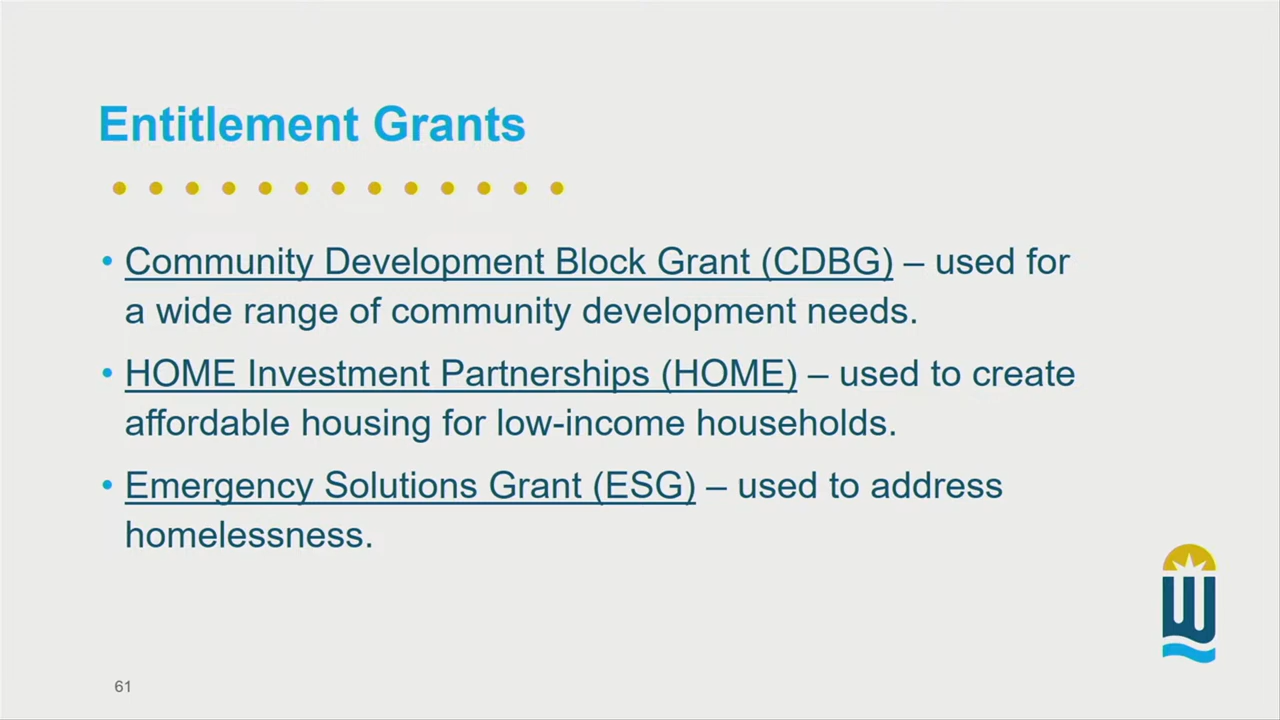 Entitlement Grants
• Community Development Block Grant (CDBG) – used for
a wide range of community development needs.
• HOME Investment Partnerships (HOME) – used to create
affordable housing for low-income households.
• Emergency Solutions Grant (ESG) – used to address
homelessness.
W
61